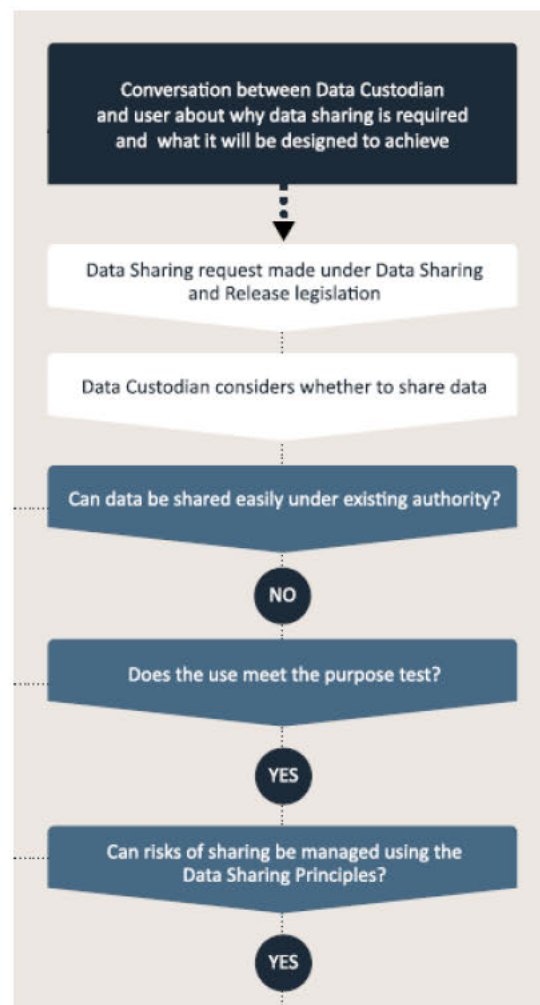 Conversation between Data Custodian
and user about why data sharing is required
and what it will be designed to achieve
Data Sharing request made under Data Sharing
and Release legislation
Data Custodian considers whether to share data
Can data be shared easily under existing authority?
NO
Does the use meet the purpose test?
YES
Can risks of sharing be managed using the
Data Sharing Principles?
YES